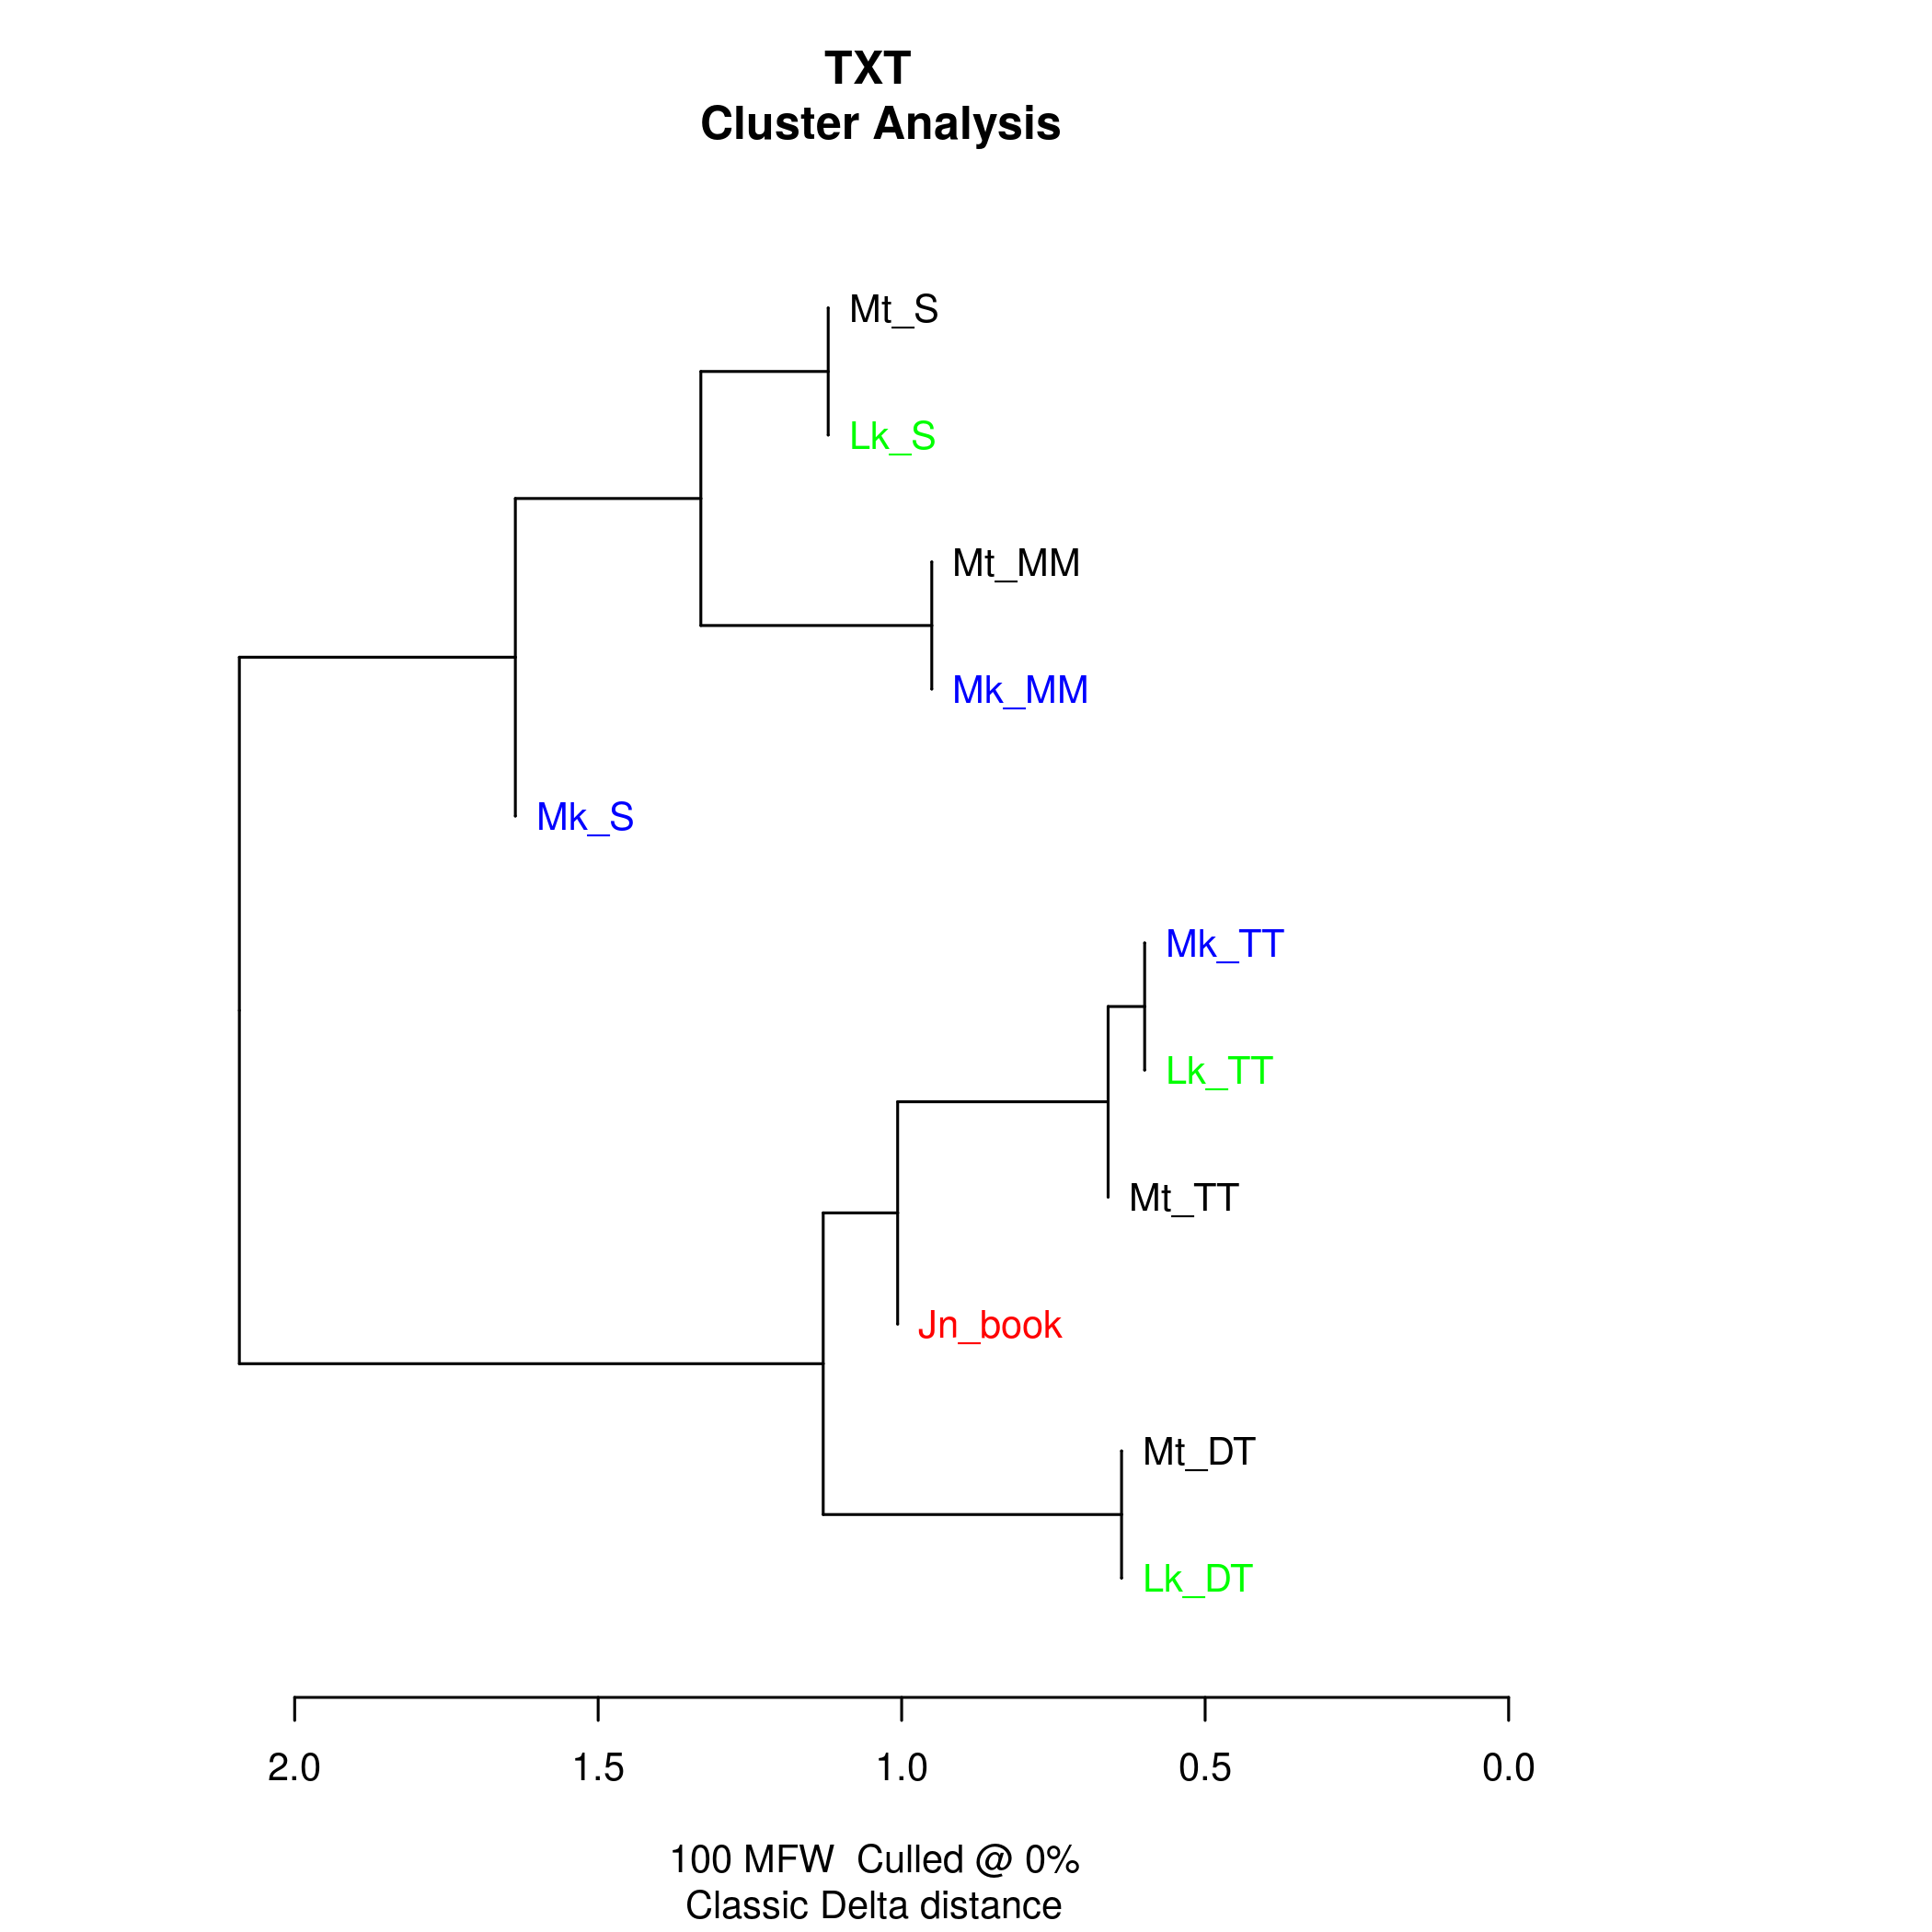 TXT
Cluster Analysis
Mt_S
Lk_S
Mt_MM
Mk_MM
Mk_S
Mk_TT
Lk_TT
Mt_TT
Jn_book
Mt_DT
Lk_DT
2.0 1.5 1.0 0.5 0.0
100 MFW  Culled @ 0%
Classic Delta distance